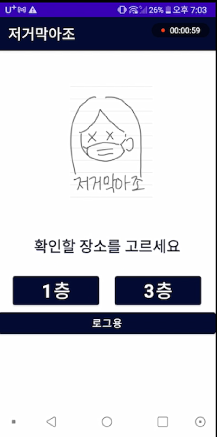 U+ 26% 오후 7:03
저거막아조 00:00:59
저거막아조
확인할 장소를 고르세요
1층 3층
로그용